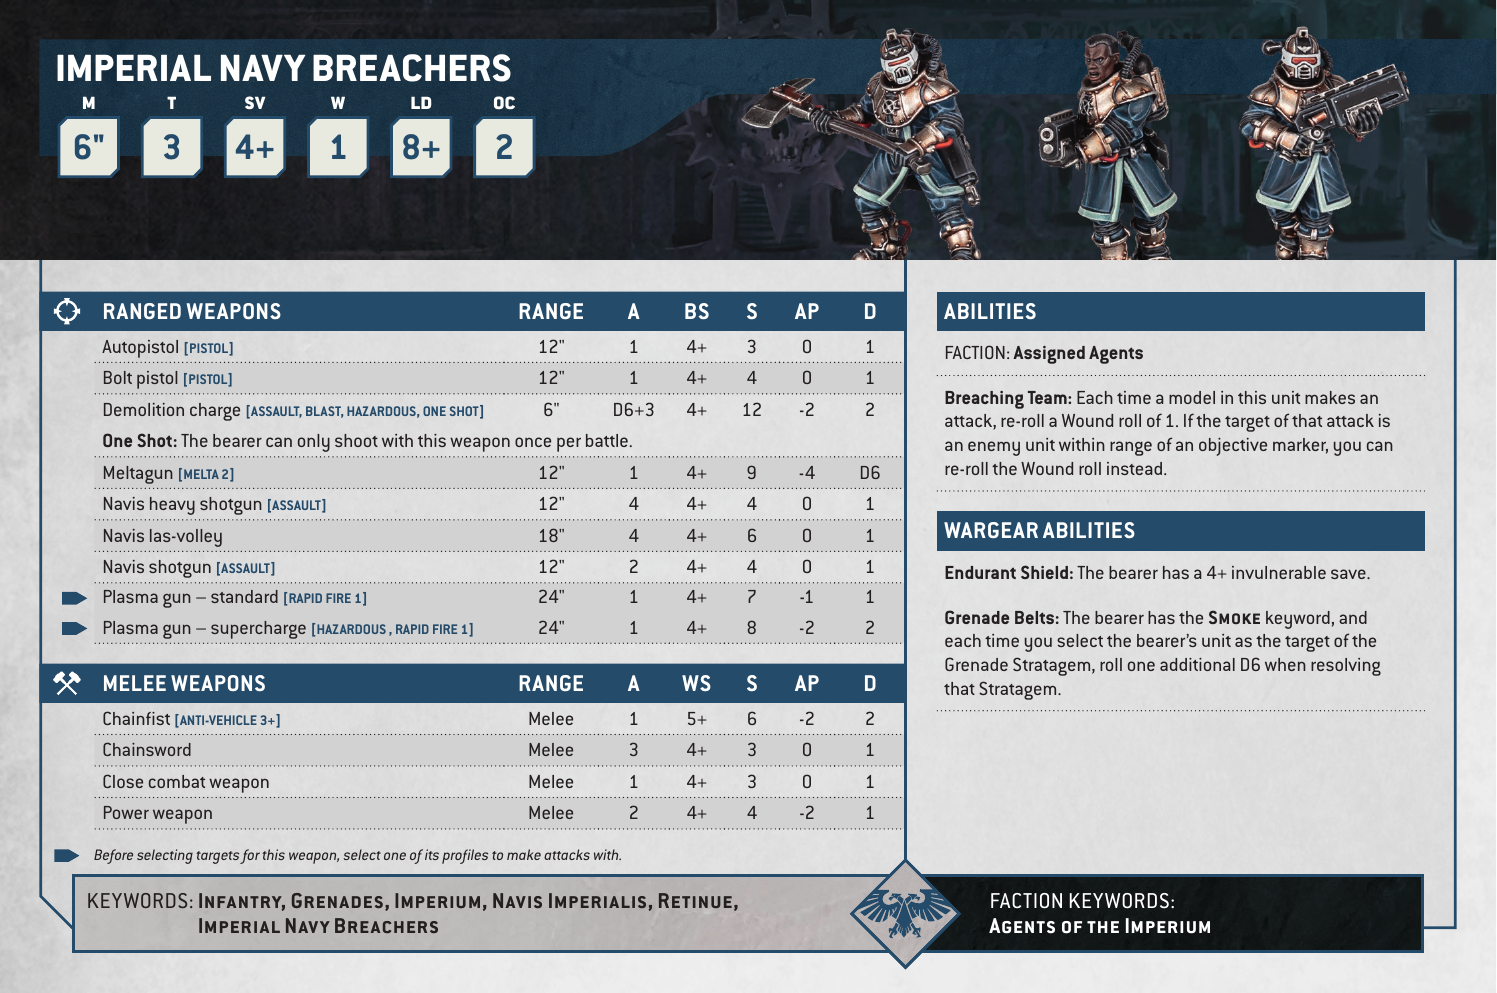 IMPERIAL NAVY BREACHERS
M T SV W LD OC
6" 3 4+ 1 8+ 2
RANGED WEAPONS RANGE A BS S AP D
Autopistol [PISTOL] 12" 1 4+ 3 0 1
Bolt pistol [PISTOL] 12" 1 4+ 4 0 1
Demolition charge [ASSAULT, BLAST, HAZARDOUS, ONE SHOT] 6" D6+3 4+ 12 -2 2
One Shot: The bearer can only shoot with this weapon once per battle.
Meltagun [MELTA 2] 12" 1 4+ 9 -4 D6
Navis heavy shotgun [ASSAULT] 12" 4 4+ 4 0 1
Navis las-volley 18" 4 4+ 6 0 1
Navis shotgun [ASSAULT] 12" 2 4+ 4 0 1
Plasma gun – standard [RAPID FIRE 1] 24" 1 4+ 7 -1 1
Plasma gun – supercharge [HAZARDOUS , RAPID FIRE 1] 24" 1 4+ 8 -2 2
MELEE WEAPONS RANGE A WS S AP D
Chainfist [ANTI-VEHICLE 3+] Melee 1 5+ 6 -2 2
Chainsword Melee 3 4+ 3 0 1
Close combat weapon Melee 1 4+ 3 0 1
Power weapon Melee 2 4+ 4 -2 1
Before selecting targets for this weapon, select one of its profiles to make attacks with.
ABILITIES
FACTION: Assigned Agents
Breaching Team: Each time a model in this unit makes an
attack, re-roll a Wound roll of 1. If the target of that attack is
an enemy unit within range of an objective marker, you can
re-roll the Wound roll instead.
WARGEAR ABILITIES
Endurant Shield: The bearer has a 4+ invulnerable save.
Grenade Belts: The bearer has the SMOKE keyword, and
each time you select the bearer's unit as the target of the
Grenade Stratagem, roll one additional D6 when resolving
that Stratagem.
KEYWORDS: INFANTRY, GRENADES, IMPERIUM, NAVIS IMPERIALIS, RETINUE,
IMPERIAL NAVY BREACHERS
FACTION KEYWORDS:
AGENTS OF THE IMPERIUM